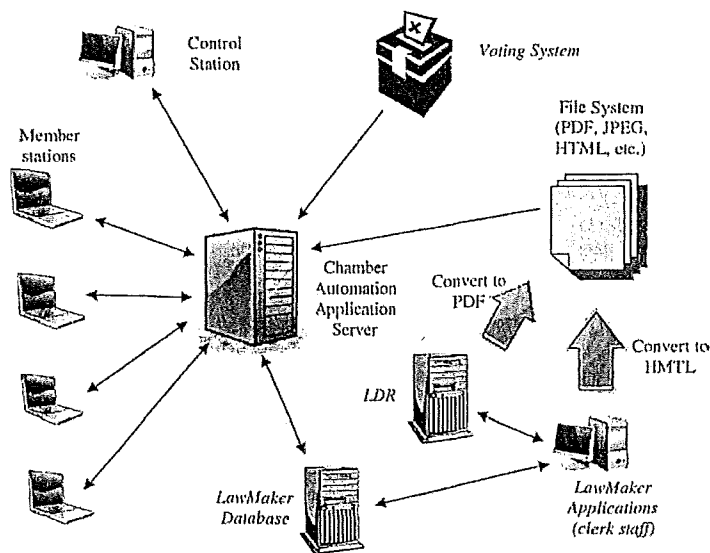 Control
Station
Voting System
File System
(PDF, JPEG,
HTML, etc.)
Member
stations
Chamber
Automation
Application
Server
Convert to
PDF
Convert to
HMTL
LDR
LawMaker
Database
LawMaker
Applications
(clerk staff)